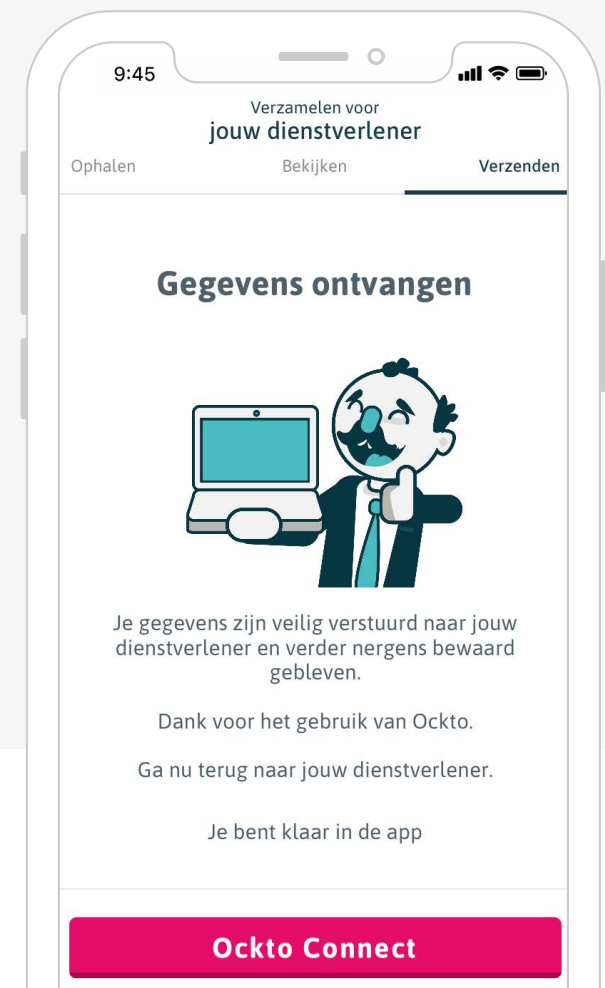 9:45
Verzamelen voor
jouw dienstverlener
Ophalen
Bekijken
Verzenden
Gegevens ontvangen
Je gegevens zijn veilig verstuurd naar jouw
dienstverlener en verder nergens bewaard
gebleven.
Dank voor het gebruik van Ockto.
Ga nu terug naar jouw dienstverlener.
Je bent klaar in de app
Ockto Connect